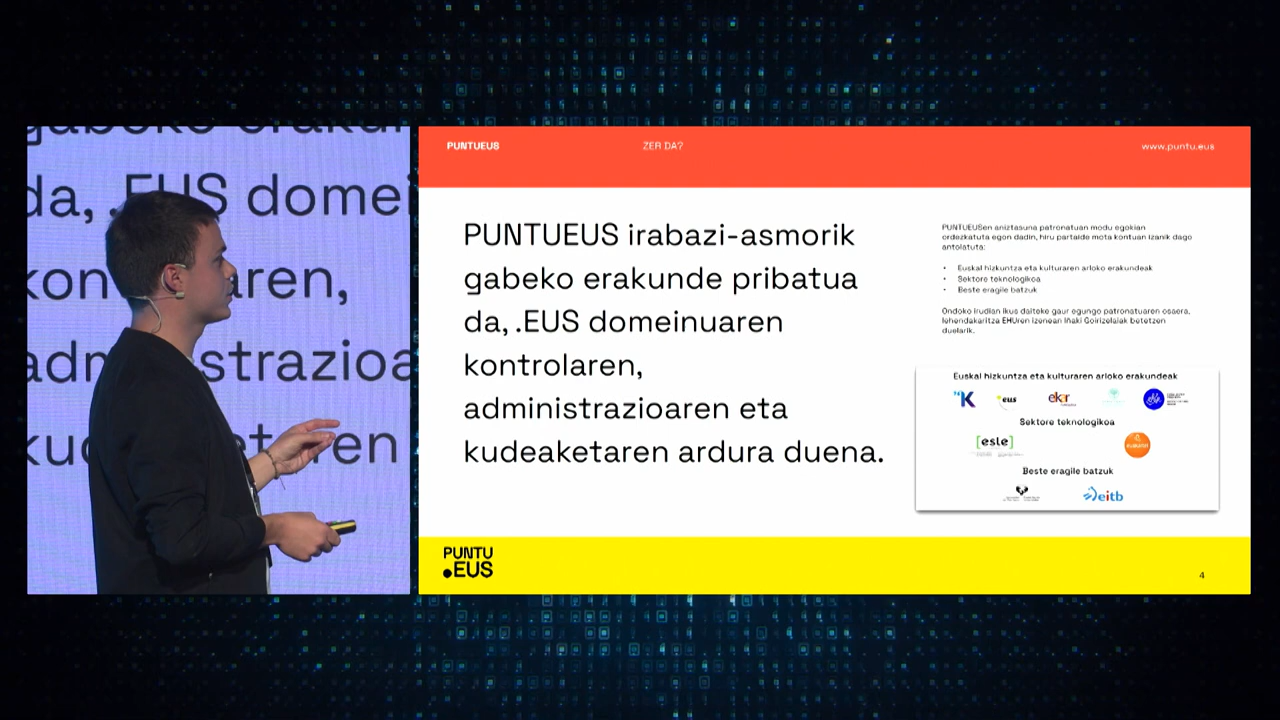 gabeko erakun
da, .EUS domei
kon aren,
adm strazioa
kud et ren
PUNTUEUS
ZER DA?
www.puntu.eus
PUNTUEUS irabazi-asmorik
gabeko erakunde pribatua
da, .EUS domeinuaren
kontrolaren,
administrazioaren eta
kudeaketaren ardura duena.
PUNTUEUSen aniztasuna patronatuan modu egokian
ordezkatuta egon dadin, hiru partaide mota kontuan izanik dago
antolatuta:
• Euskal hizkuntza eta kulturaren arloko erakundeak
• Sektore teknologikoa
• Beste eragile batzuk
Ondoko irudian ikus daiteke gaur egungo patronatuaren osaera,
lehendakaritza EHUren izenean Iñaki Goirizelaiak betetzen
duelarik.
Euskal hizkuntza eta kulturaren arloko erakundeak
K
eus
Sektore teknologikoa
[esle]
Beste eragile batzuk
eitb
PUNTU
.EUS
4